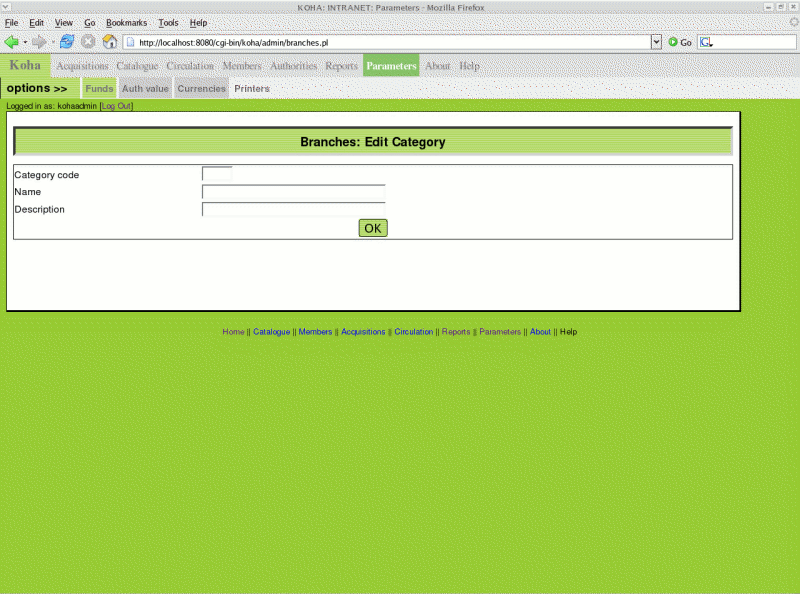 KOHA: INTRANET: Parameters - Mozilla Firefox
File Edit View Go Bookmarks Tools Help
http://localhost:8080/cgi-bin/koha/admin/branches.pl Go G
Koha Acquisitions Catalogue Circulation Members Authorities Reports Parameters About Help
options >> Funds Auth value Currencies Printers
Logged in as: kohaadmin [Log Out]
Branches: Edit Category
Category code
Name
Description
OK
Home || Catalogue || Members || Acquisitions || Circulation || Reports || Parameters || About || Help